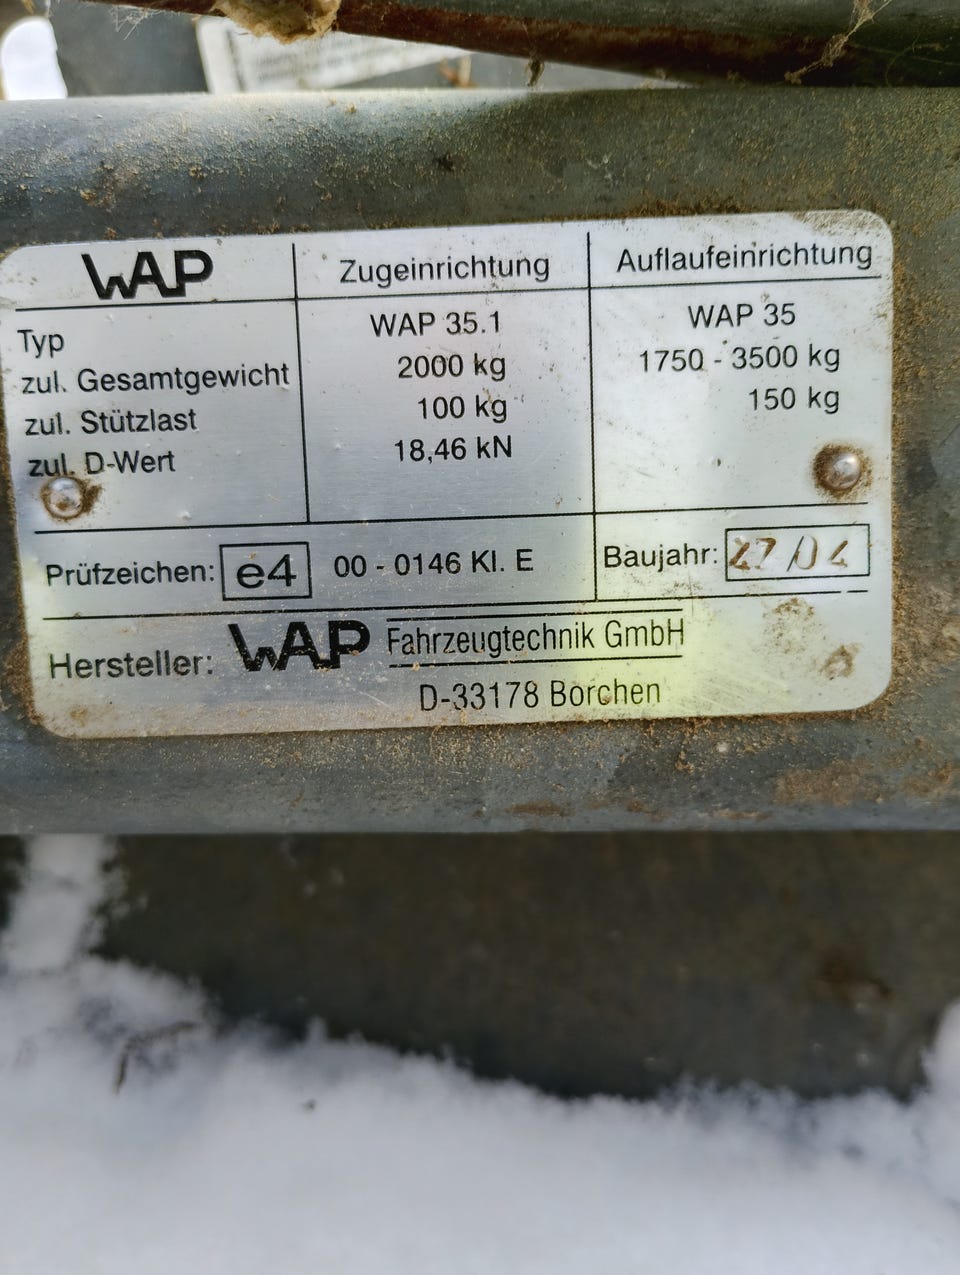 WAP Zugeinrichtung Auflaufeinrichtung
Typ WAP 35.1 WAP 35
zul. Gesamtgewicht 2000 kg 1750 - 3500 kg
zul. Stützlast 100 kg 150 kg
zul. D-Wert 18,46 kN
Prüfzeichen: e4 00 - 0146 Kl. E Baujahr: 27/04
Hersteller: WAP Fahrzeugtechnik GmbH
D-33178 Borchen